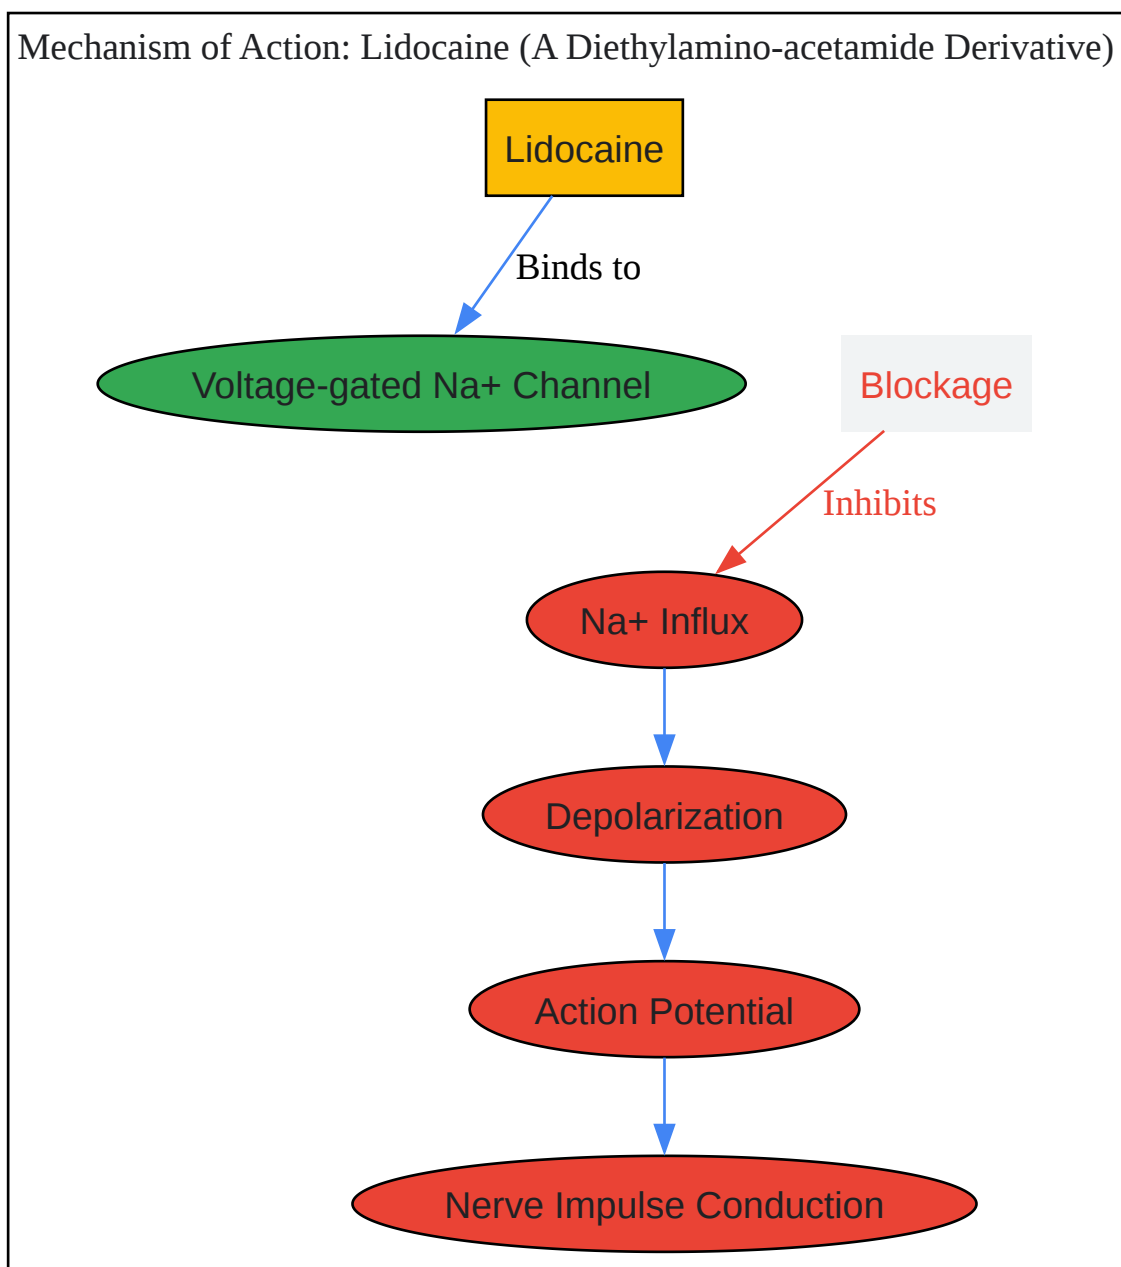 Mechanism of Action: Lidocaine (A Diethylamino-acetamide Derivative)
Lidocaine
Binds to
Voltage-gated Na+ Channel
Blockage
Inhibits
Na+ Influx
Depolarization
Action Potential
Nerve Impulse Conduction